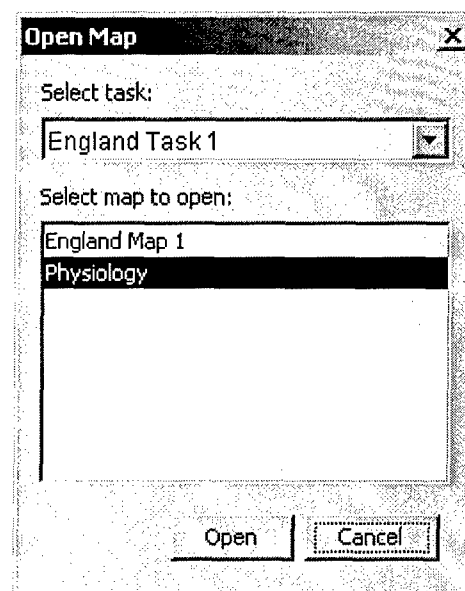 Open Map
Select task:
England Task 1
Select map to open:
England Map 1
Physiology
Open Cancel